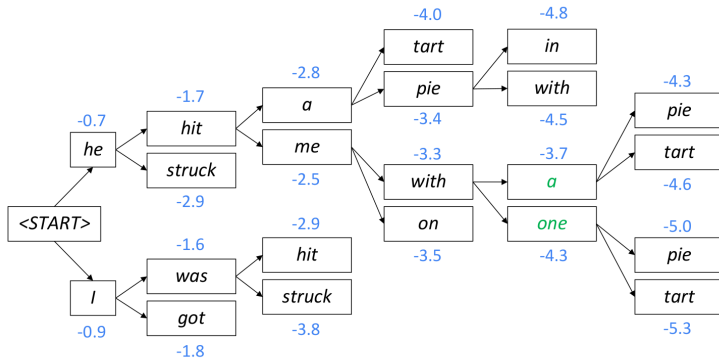 -4.0
-4.8
tart
in
-2.8
-4.3
-1.7
a
pie
with
pie
-0.7
hit
-3.4
-4.5
he
me
-3.3
-3.7
tart
struck
-2.5
with
a
-4.6
-2.9
<START>
on
one
-5.0
-1.6
-2.9
-3.5
-4.3
pie
was
hit
I
struck
tart
got
-0.9
-3.8
-5.3
-1.8